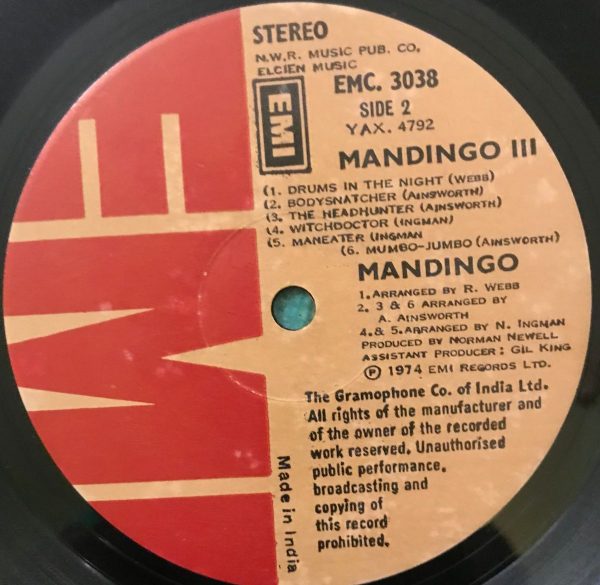 STEREO
N.W.R. MUSIC PUB. CO,
ELCIEN MUSIC
EMI
EMC. 3038
SIDE 2
YAX. 4792
MANDINGO III
(1. DRUMS IN THE NIGHT (WEBB)
(2. BODYSNATCHER (AINSWORTH)
(3. THE HEADHUNTER (AINSWORTH)
(4. WITCHDOCTOR (INGMAN)
(5. MANEATER (INGMAN
(6. MUMBO-JUMBO (AINSWORTH)
MANDINGO
1. ARRANGED BY R. WEBB
2. 3 & 6 ARRANGED BY
A. AINSWORTH
4. & 5. ARRANGED BY N. INGMAN
PRODUCED BY NORMAN NEWELL
ASSISTANT PRODUCER : GIL KING
℗ 1974 EMI RECORDS LTD.
The Gramophone Co. of India Ltd.
All rights of the manufacturer and
of the owner of the recorded
work reserved. Unauthorised
public performance,
broadcasting and
copying of
this record
prohibited.
Made in India
EMI